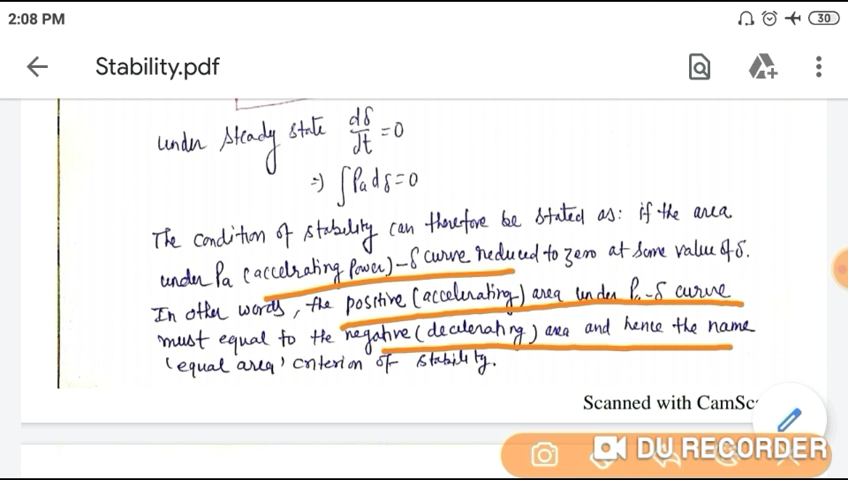 2:08 PM
30
Stability.pdf
under steady state dδ/dt = 0
⇒ ∫Pa dδ = 0
The condition of stability can therefore be stated as: if the area
under Pa (accelrating power) – δ curve reduced to zero at some value of δ.
In other words, the positive (accelerating) area under Pa-δ curve
must equal to the negative (decelerating) area and hence the name
'equal area' criterion of stability.
Scanned with CamSc
DU RECORDER